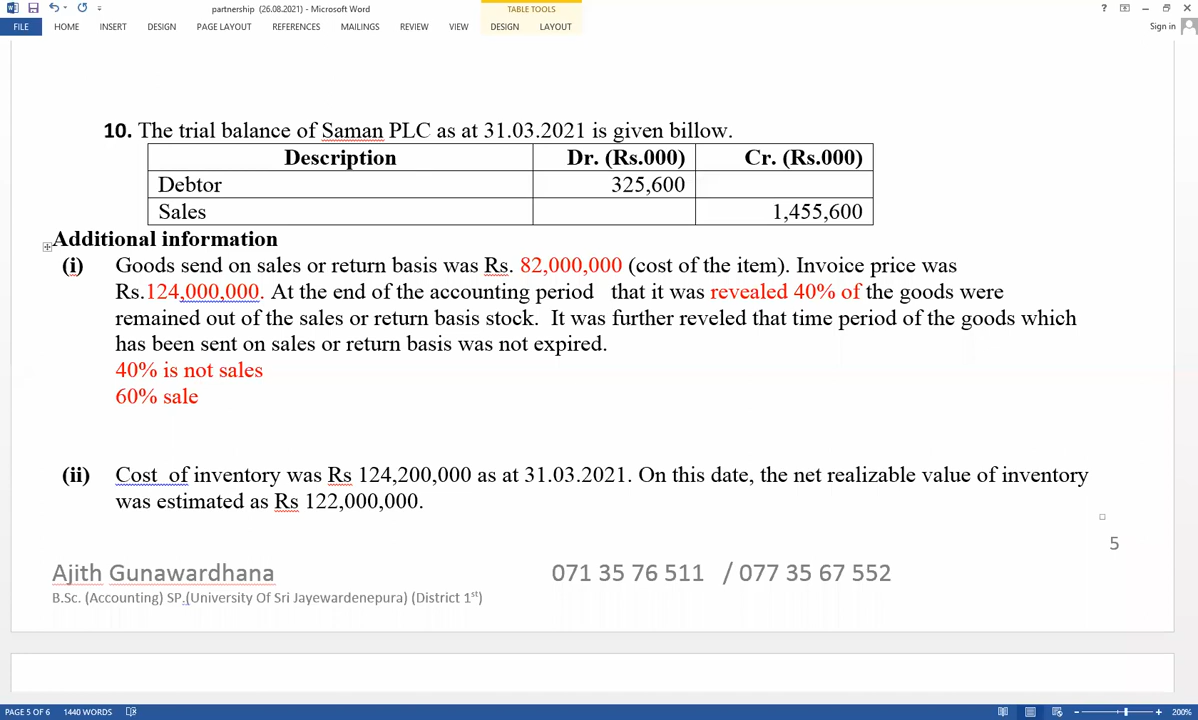 partnership (26.08.2021) - Microsoft Word
TABLE TOOLS
?
FILE HOME INSERT DESIGN PAGE LAYOUT REFERENCES MAILINGS REVIEW VIEW DESIGN LAYOUT Sign in
10. The trial balance of Saman PLC as at 31.03.2021 is given billow.
Description Dr. (Rs.000) Cr. (Rs.000)
Debtor 325,600
Sales 1,455,600
Additional information
(i) Goods send on sales or return basis was Rs. 82,000,000 (cost of the item). Invoice price was
Rs.124,000,000. At the end of the accounting period that it was revealed 40% of the goods were
remained out of the sales or return basis stock. It was further reveled that time period of the goods which
has been sent on sales or return basis was not expired.
40% is not sales
60% sale
(ii) Cost of inventory was Rs 124,200,000 as at 31.03.2021. On this date, the net realizable value of inventory
was estimated as Rs 122,000,000.
5
Ajith Gunawardhana 071 35 76 511 / 077 35 67 552
B.Sc. (Accounting) SP.(University Of Sri Jayewardenepura) (District 1st)
PAGE 5 OF 6 1440 WORDS 200%